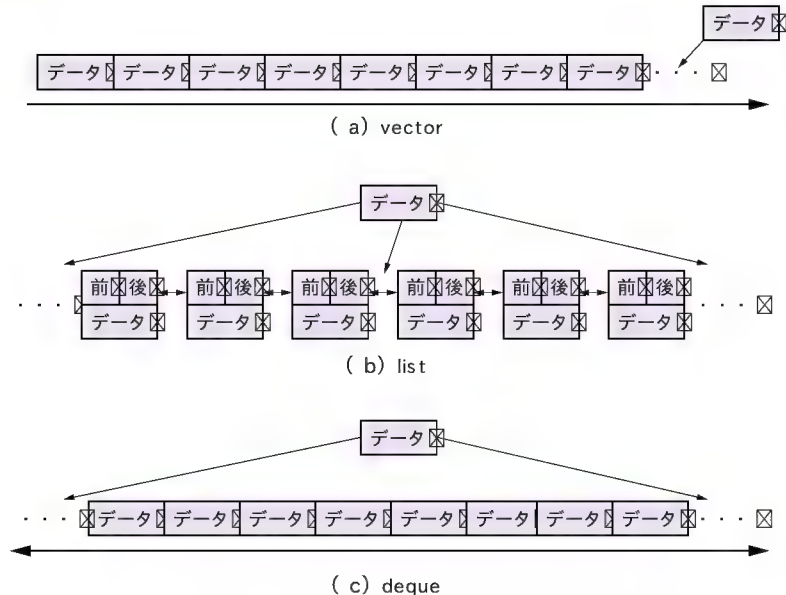 データ
データ データ データ データ データ データ データ データ ・・・・
( a) vector
データ
・・・・ 前 後 前 後 前 後 前 後 前 後 前 後 ・・・・
データ データ データ データ データ データ
( b) list
データ
・・・・ データ データ データ データ データ データ データ データ ・・・・
( c) deque